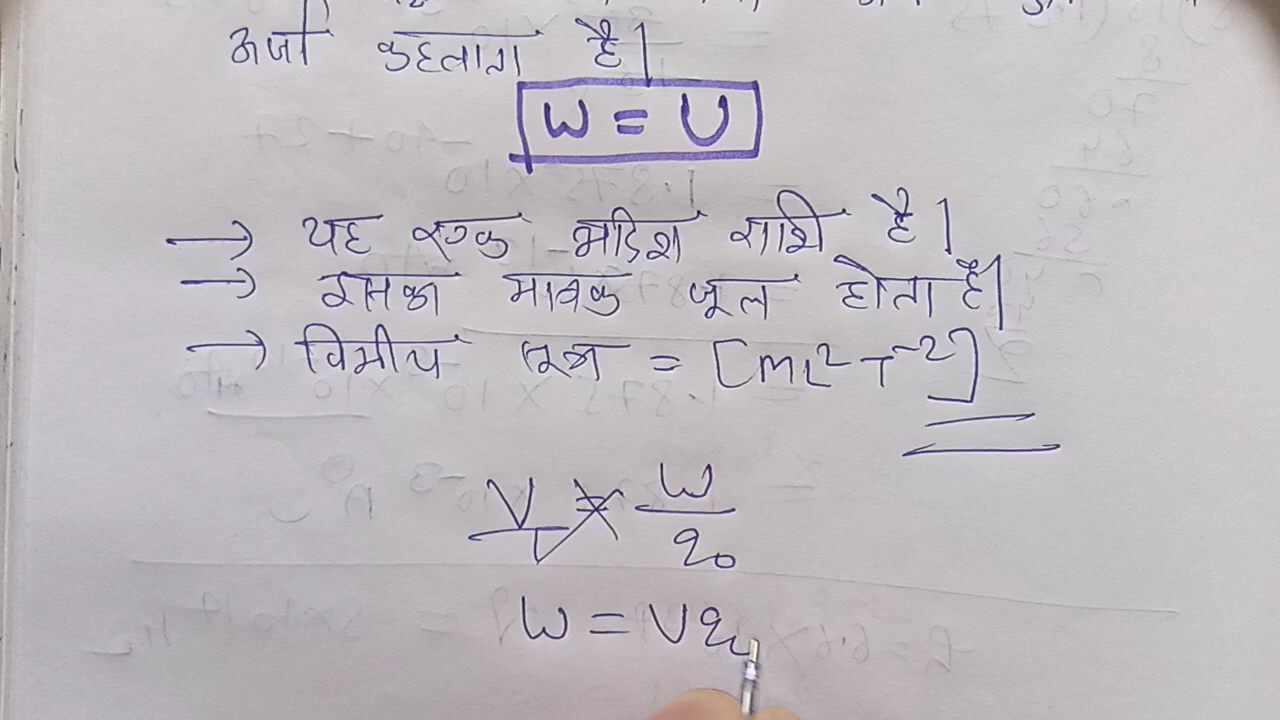 ऊर्जा कहलाता है।
W = U
→ यह एक अदिश राशि है।
→ इसका मात्रक जूल होता है।
→ विमीय सूत्र = [ML²T⁻²]
V = W/q₀
W = Vq₀